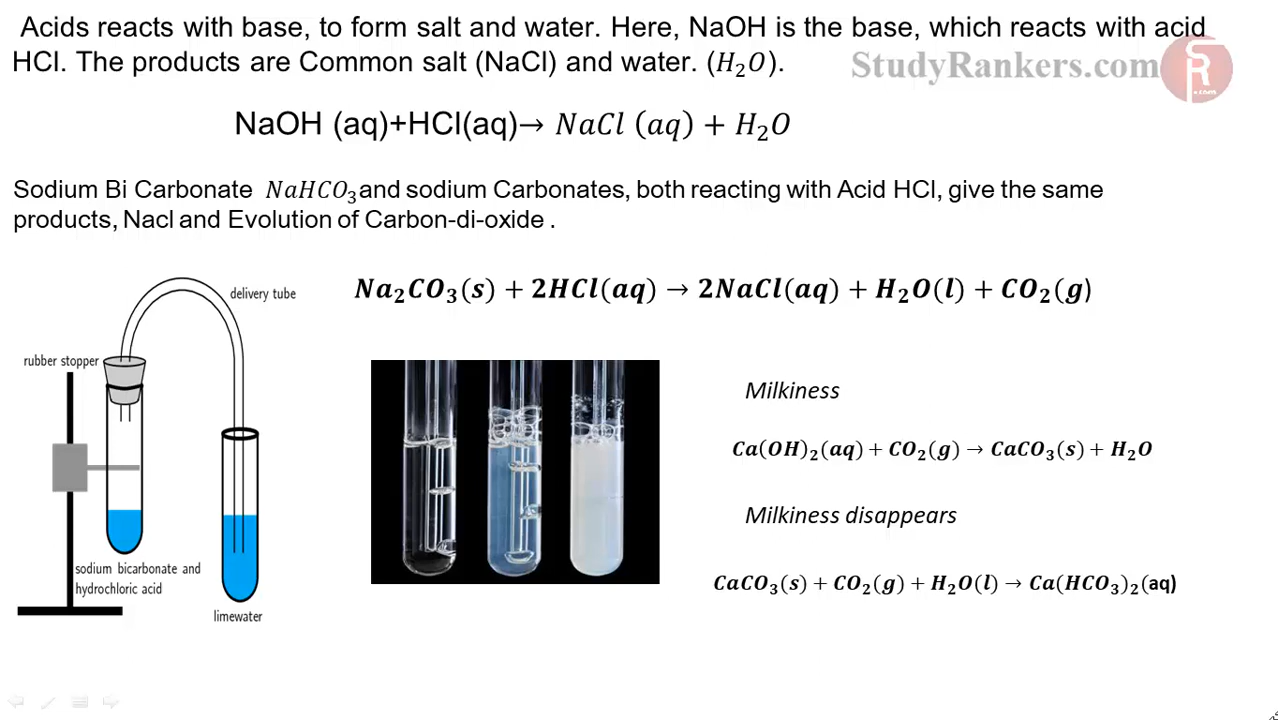 Acids reacts with base, to form salt and water. Here, NaOH is the base, which reacts with acid
HCl. The products are Common salt (NaCl) and water. (H₂O).
StudyRankers.com
R
.com
NaOH (aq)+HCl(aq)→ NaCl (aq) + H₂O
Sodium Bi Carbonate NaHCO₃and sodium Carbonates, both reacting with Acid HCl, give the same
products, Nacl and Evolution of Carbon-di-oxide .
delivery tube
Na₂CO₃(s) + 2HCl(aq) → 2NaCl(aq) + H₂O(l) + CO₂(g)
rubber stopper
Milkiness
Ca(OH)₂(aq) + CO₂(g) → CaCO₃(s) + H₂O
Milkiness disappears
sodium bicarbonate and
hydrochloric acid
CaCO₃(s) + CO₂(g) + H₂O(l) → Ca(HCO₃)₂(aq)
limewater